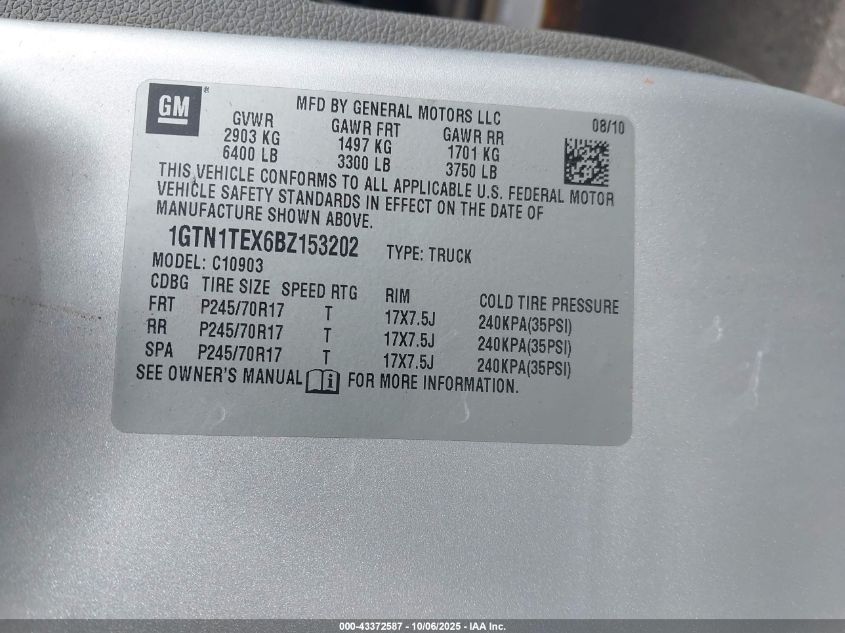 GM ®
MFD BY GENERAL MOTORS LLC
08/10
GVWR GAWR FRT GAWR RR
2903 KG 1497 KG 1701 KG
6400 LB 3300 LB 3750 LB
THIS VEHICLE CONFORMS TO ALL APPLICABLE U.S. FEDERAL MOTOR
VEHICLE SAFETY STANDARDS IN EFFECT ON THE DATE OF
MANUFACTURE SHOWN ABOVE.
1GTN1TEX6BZ153202 TYPE: TRUCK
MODEL: C10903
CDBG TIRE SIZE SPEED RTG RIM COLD TIRE PRESSURE
FRT P245/70R17 T 17X7.5J 240KPA(35PSI)
RR P245/70R17 T 17X7.5J 240KPA(35PSI)
SPA P245/70R17 T 17X7.5J 240KPA(35PSI)
SEE OWNER'S MANUAL i FOR MORE INFORMATION.
000-43372587 - 10/06/2025 - IAA Inc.